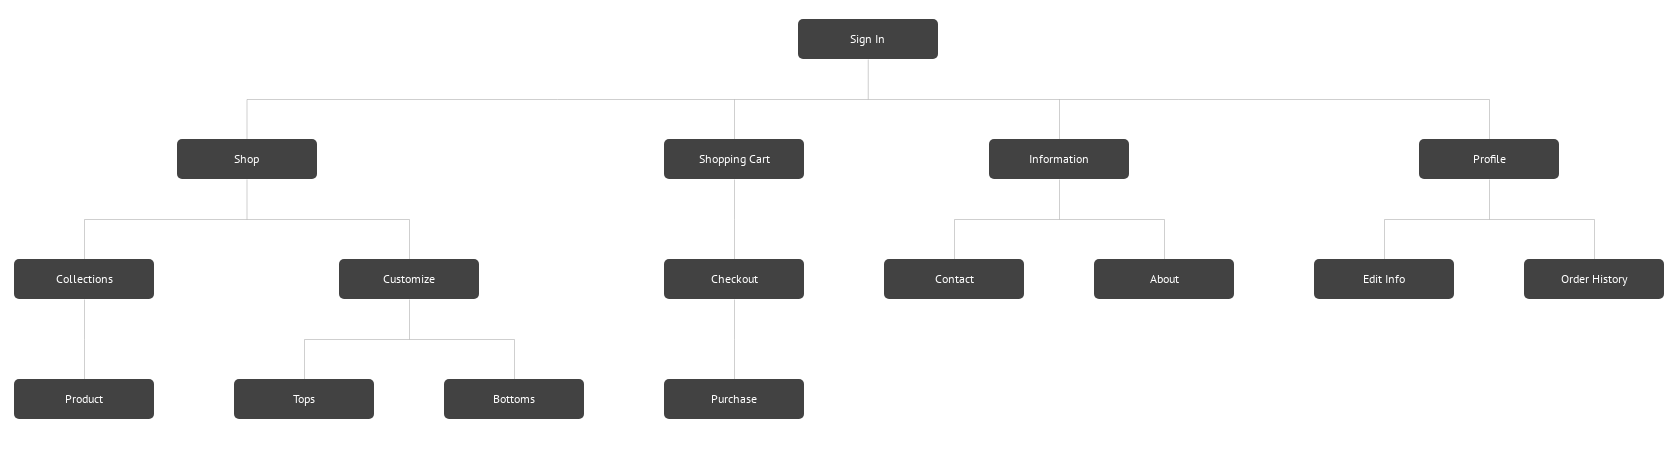 Sign In
Shop
Shopping Cart
Information
Profile
Collections
Customize
Checkout
Contact
About
Edit Info
Order History
Product
Tops
Bottoms
Purchase